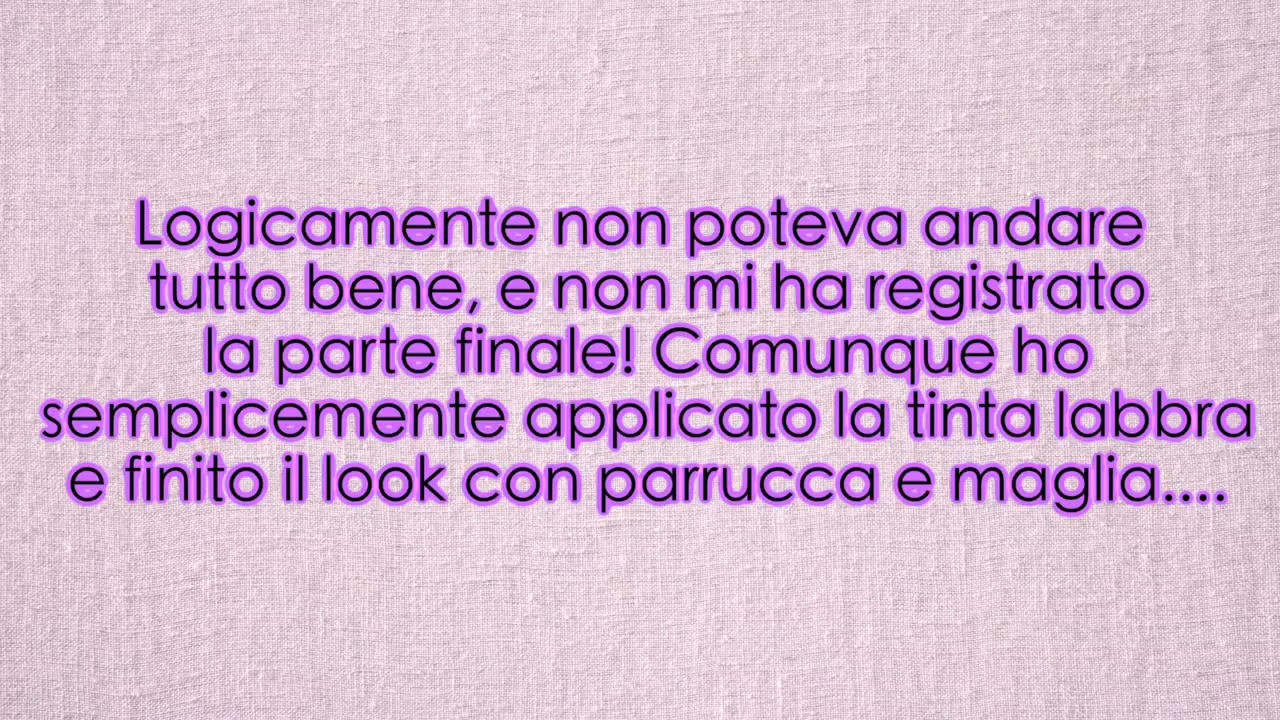 Logicamente non poteva andare
tutto bene, e non mi ha registrato
la parte finale! Comunque ho
semplicemente applicato la tinta labbra
e finito il look con parrucca e maglia....